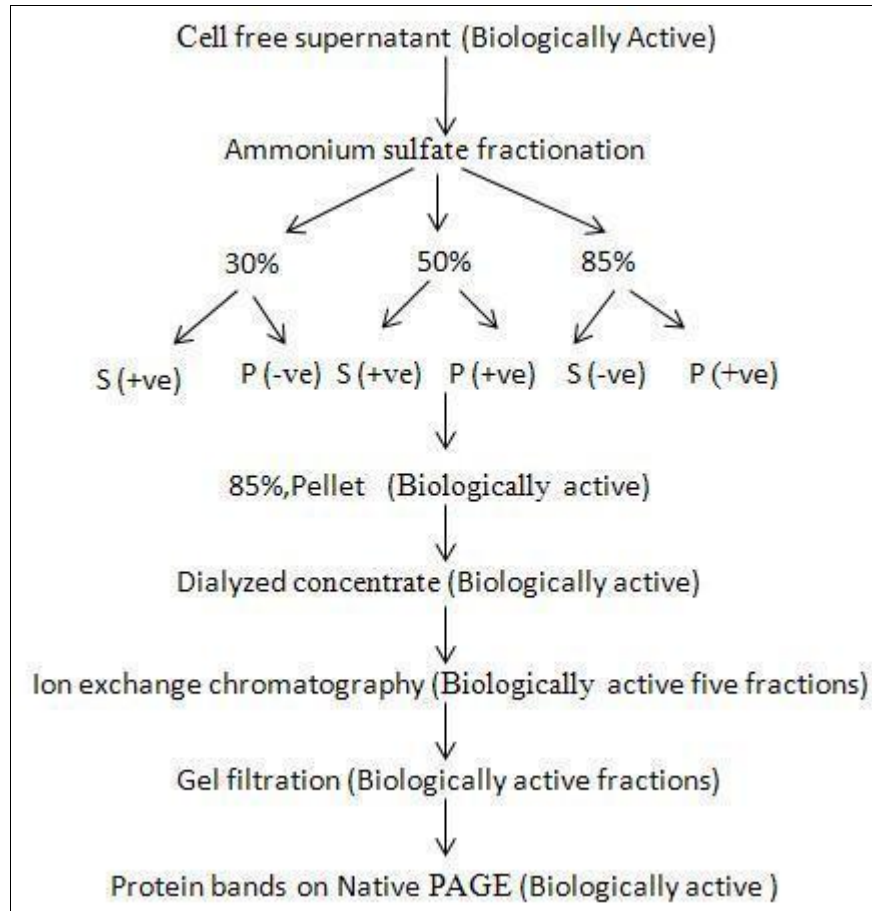 Cell free supernatant (Biologically Active)
Ammonium sulfate fractionation
30% 50% 85%
S (+ve) P (-ve) S (+ve) P (+ve) S (-ve) P (+ve)
85%,Pellet (Biologically active)
Dialyzed concentrate (Biologically active)
Ion exchange chromatography (Biologically active five fractions)
Gel filtration (Biologically active fractions)
Protein bands on Native PAGE (Biologically active )